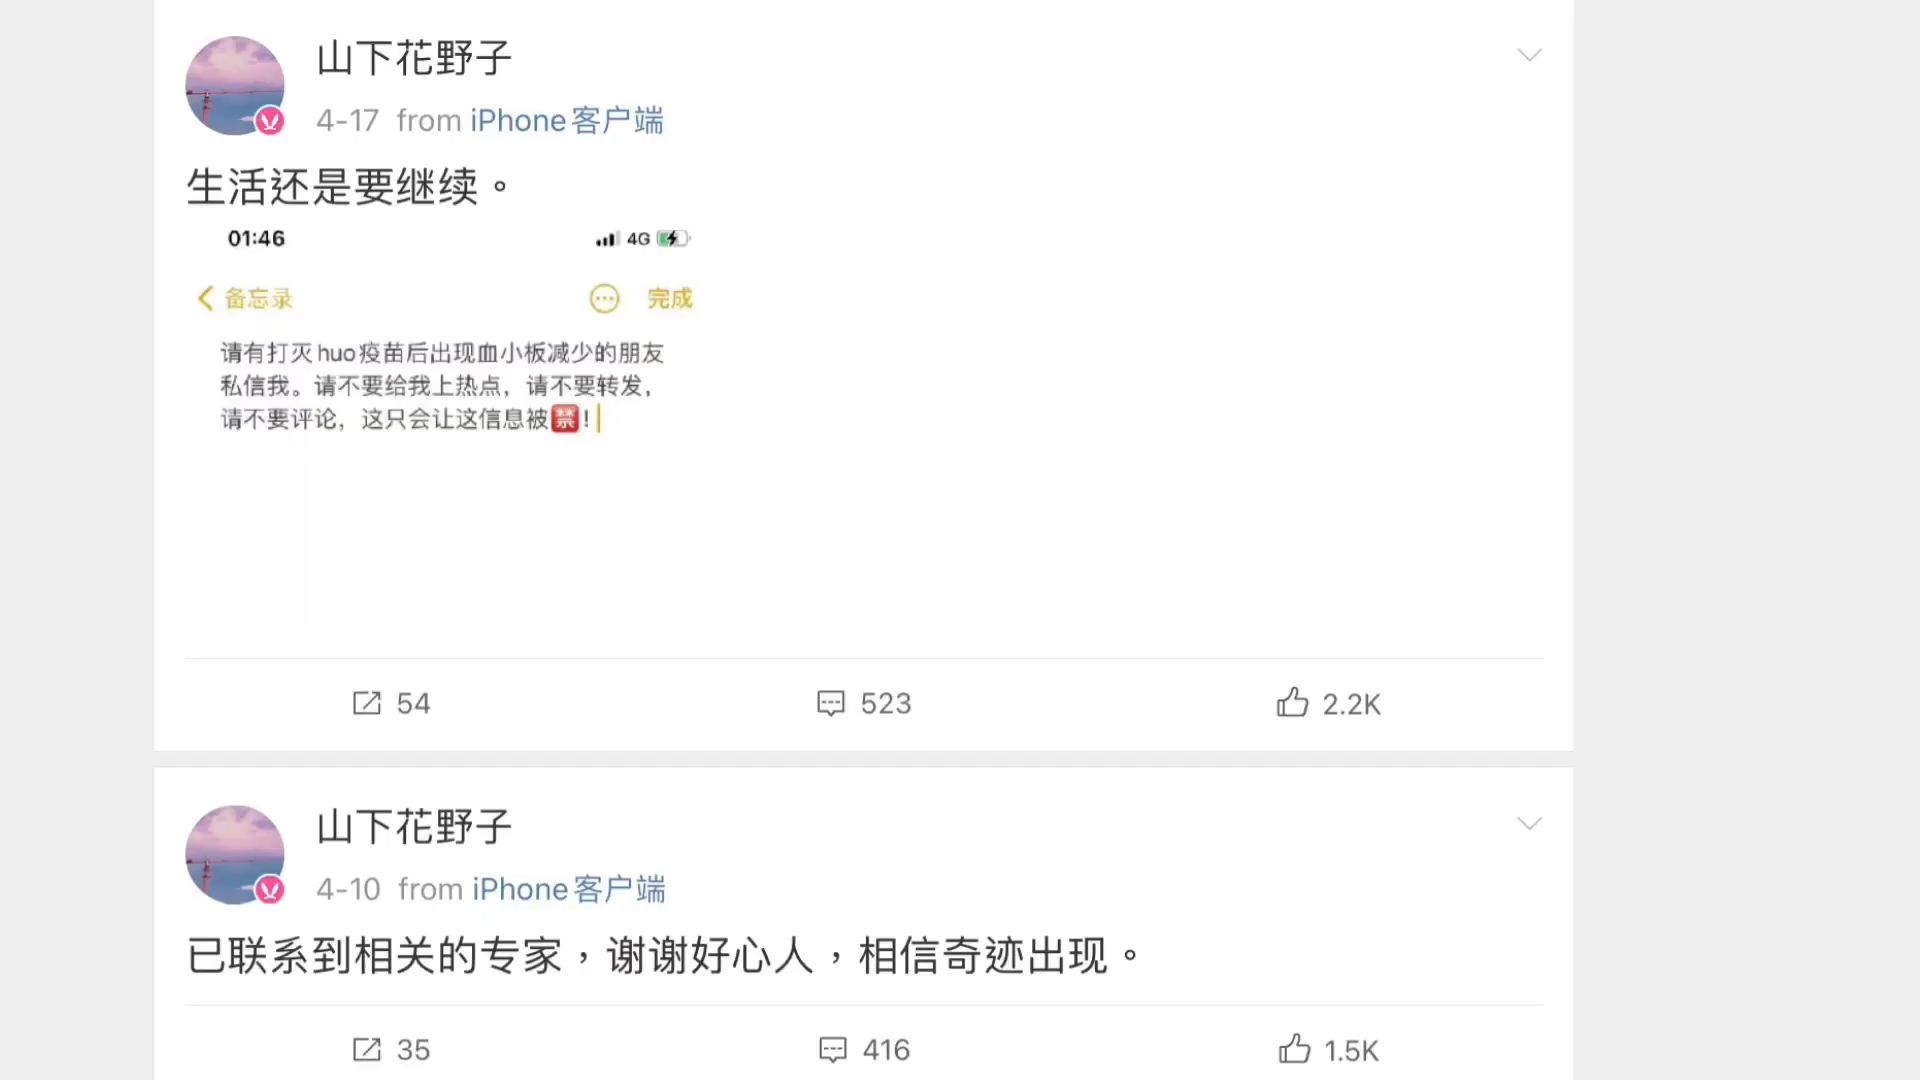 山下花野子
4-17 from iPhone客户端
生活还是要继续。
01:46 4G
备忘录 完成
请有打灭huo疫苗后出现血小板减少的朋友
私信我。请不要给我上热点，请不要转发，
请不要评论，这只会让这信息被🈲！
54 523 2.2K
山下花野子
4-10 from iPhone客户端
已联系到相关的专家，谢谢好心人，相信奇迹出现。
35 416 1.5K